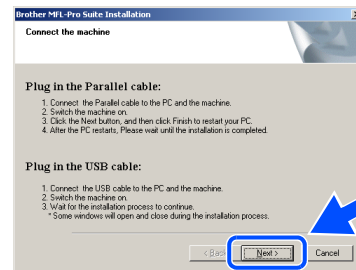 Brother MFL-Pro Suite Installation
Connect the machine
Plug in the Parallel cable:
1. Connect the Parallel cable to the PC and the machine.
2. Switch the machine on.
3. Click the Next button, and then click Finish to restart your PC.
4. After the PC restarts, Please wait until the installation is completed.
Plug in the USB cable:
1. Connect the USB cable to the PC and the machine.
2. Switch the machine on.
3. Wait for the installation process to continue.
* Some windows will open and close during the installation process.
< Back Next > Cancel